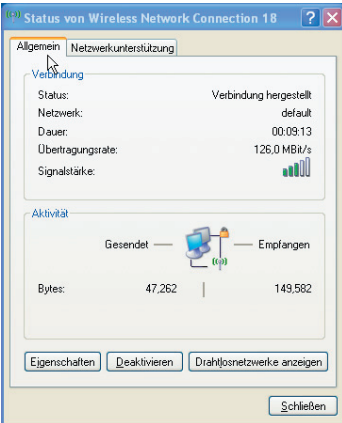 Status von Wireless Network Connection 18
Allgemein Netzwerkunterstützung
Verbindung
Status: Verbindung hergestellt
Netzwerk: default
Dauer: 00:09:13
Übertragungsrate: 126,0 MBit/s
Signalstärke:
Aktivität
Gesendet Empfangen
Bytes: 47,262 149,582
Eigenschaften Deaktivieren Drahtlosnetzwerke anzeigen
Schließen